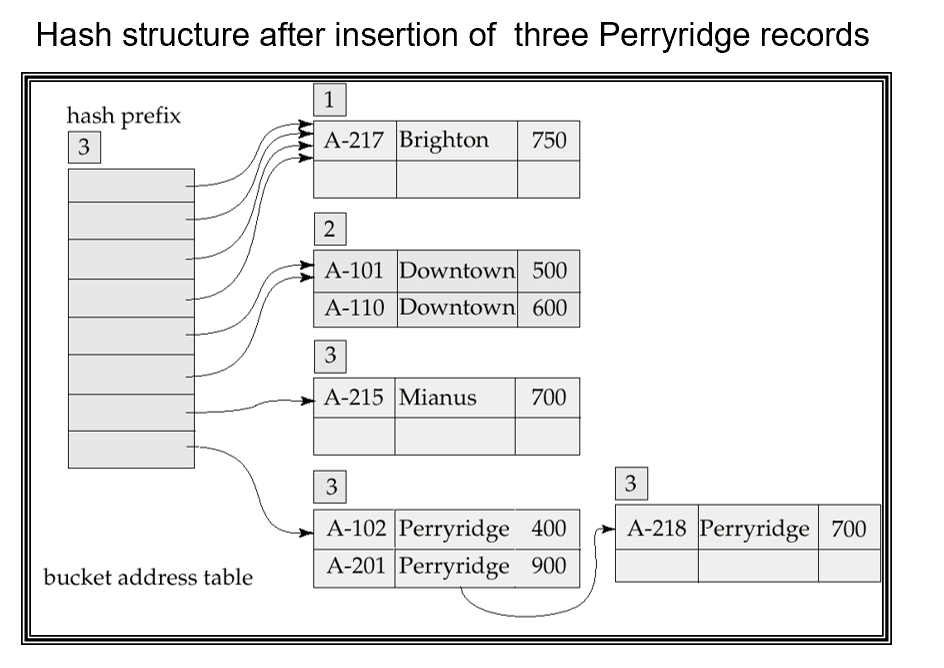 Hash structure after insertion of three Perryridge records
hash prefix
3
1
A-217 Brighton 750
2
A-101 Downtown 500
A-110 Downtown 600
3
A-215 Mianus 700
3
A-102 Perryridge 400
A-201 Perryridge 900
3
A-218 Perryridge 700
bucket address table